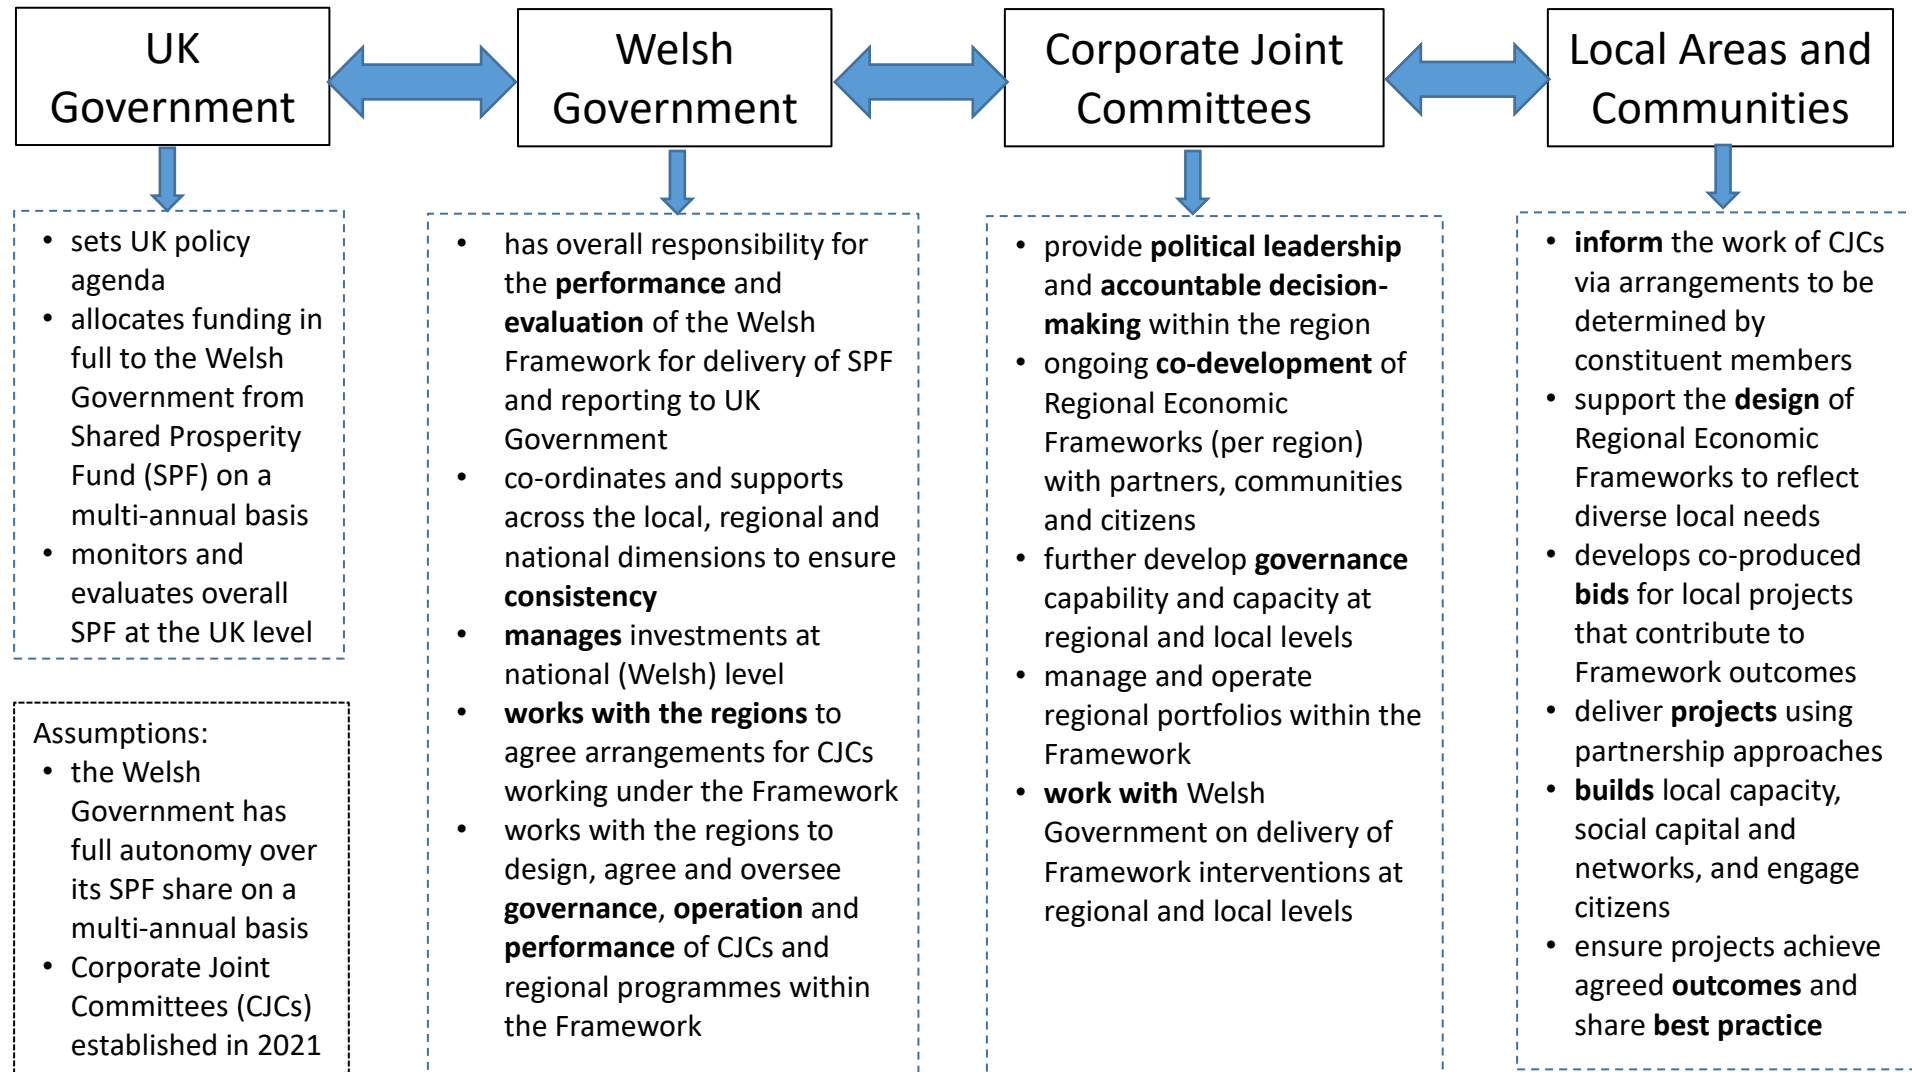 UK
Government
Welsh
Government
Corporate Joint
Committees
Local Areas and
Communities
• sets UK policy
agenda
• allocates funding in
full to the Welsh
Government from
Shared Prosperity
Fund (SPF) on a
multi-annual basis
• monitors and
evaluates overall
SPF at the UK level
Assumptions:
• the Welsh
Government has
full autonomy over
its SPF share on a
multi-annual basis
• Corporate Joint
Committees (CJCs)
established in 2021
• has overall responsibility for
the performance and
evaluation of the Welsh
Framework for delivery of SPF
and reporting to UK
Government
• co-ordinates and supports
across the local, regional and
national dimensions to ensure
consistency
• manages investments at
national (Welsh) level
• works with the regions to
agree arrangements for CJCs
working under the Framework
• works with the regions to
design, agree and oversee
governance, operation and
performance of CJCs and
regional programmes within
the Framework
• provide political leadership
and accountable decision-
making within the region
• ongoing co-development of
Regional Economic
Frameworks (per region)
with partners, communities
and citizens
• further develop governance
capability and capacity at
regional and local levels
• manage and operate
regional portfolios within the
Framework
• work with Welsh
Government on delivery of
Framework interventions at
regional and local levels
• inform the work of CJCs
via arrangements to be
determined by
constituent members
• support the design of
Regional Economic
Frameworks to reflect
diverse local needs
• develops co-produced
bids for local projects
that contribute to
Framework outcomes
• deliver projects using
partnership approaches
• builds local capacity,
social capital and
networks, and engage
citizens
• ensure projects achieve
agreed outcomes and
share best practice